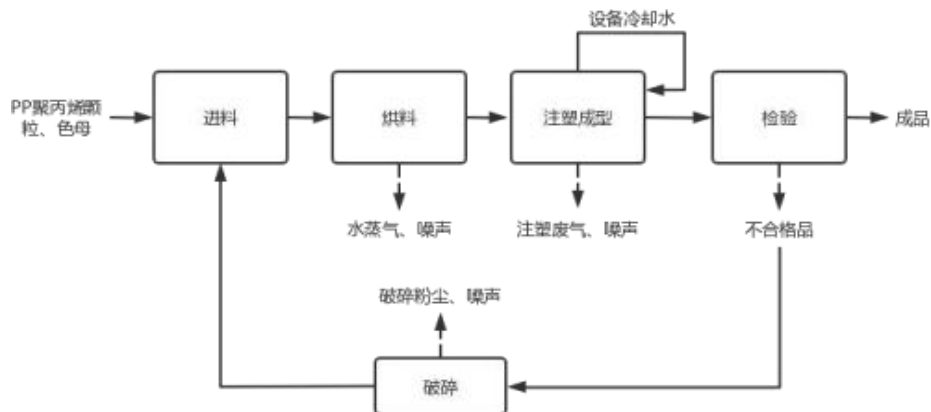 设备冷却水
PP聚丙烯颗
粒、色母
进料
烘料
注塑成型
检验
成品
水蒸气、噪声
注塑废气、噪声
不合格品
破碎粉尘、噪声
破碎